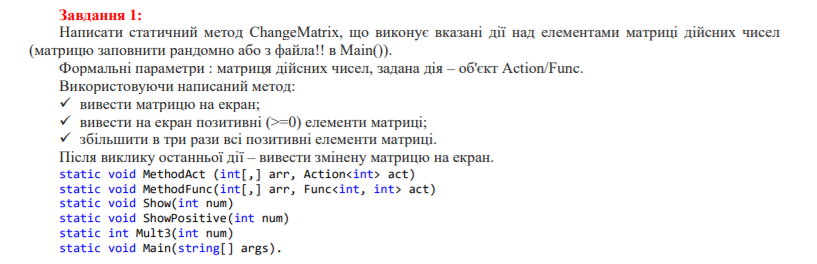 Завдання 1:
Написати статичний метод ChangeMatrix, що виконує вказані дії над елементами матриці дійсних чисел
(матрицю заповнити рандомно або з файла!! в Main()).
Формальні параметри : матриця дійсних чисел, задана дія – об'єкт Action/Func.
Використовуючи написаний метод:
✓ вивести матрицю на екран;
✓ вивести на екран позитивні (>=0) елементи матриці;
✓ збільшити в три рази всі позитивні елементи матриці.
Після виклику останньої дії – вивести змінену матрицю на екран.
static void MethodAct (int[,] arr, Action<int> act)
static void MethodFunc(int[,] arr, Func<int, int> act)
static void Show(int num)
static void ShowPositive(int num)
static int Mult3(int num)
static void Main(string[] args).